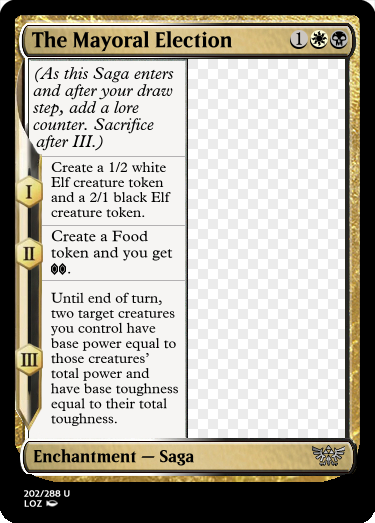 The Mayoral Election 1
(As this Saga enters
and after your draw
step, add a lore
counter. Sacrifice
after III.)
I
Create a 1/2 white
Elf creature token
and a 2/1 black Elf
creature token.
II
Create a Food
token and you get
.
III
Until end of turn,
two target creatures
you control have
base power equal to
those creatures’
total power and
have base toughness
equal to their total
toughness.
Enchantment — Saga
202/288 U
LOZ